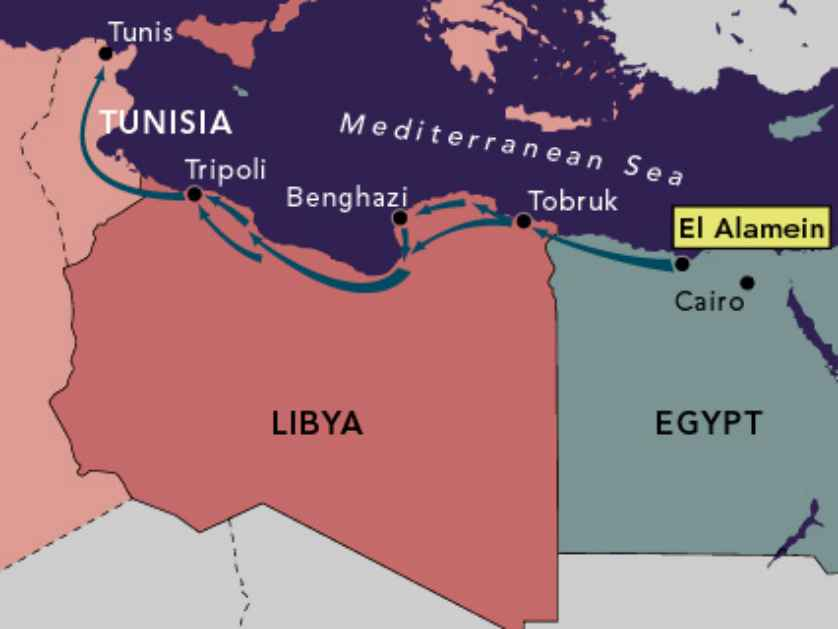 Tunis
TUNISIA
Mediterranean Sea
Tripoli
Benghazi
Tobruk
El Alamein
Cairo
LIBYA
EGYPT